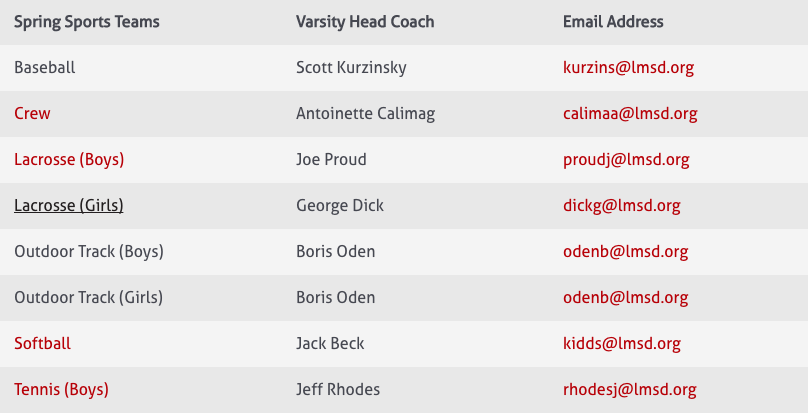 Spring Sports Teams Varsity Head Coach Email Address
Baseball Scott Kurzinsky kurzins@lmsd.org
Crew Antoinette Calimag calimaa@lmsd.org
Lacrosse (Boys) Joe Proud proudj@lmsd.org
Lacrosse (Girls) George Dick dickg@lmsd.org
Outdoor Track (Boys) Boris Oden odenb@lmsd.org
Outdoor Track (Girls) Boris Oden odenb@lmsd.org
Softball Jack Beck kidds@lmsd.org
Tennis (Boys) Jeff Rhodes rhodesj@lmsd.org